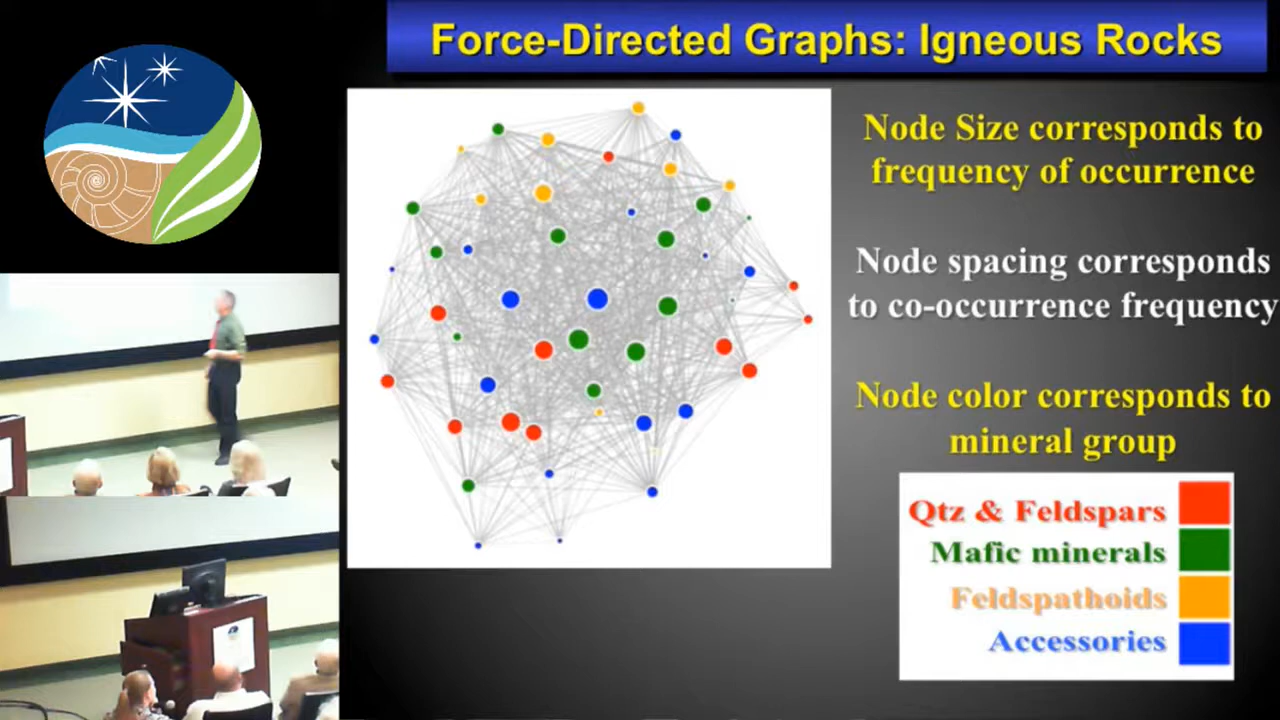 Force-Directed Graphs: Igneous Rocks
Node Size corresponds to
frequency of occurrence
Node spacing corresponds
to co-occurrence frequency
Node color corresponds to
mineral group
Qtz & Feldspars
Mafic minerals
Feldspathoids
Accessories